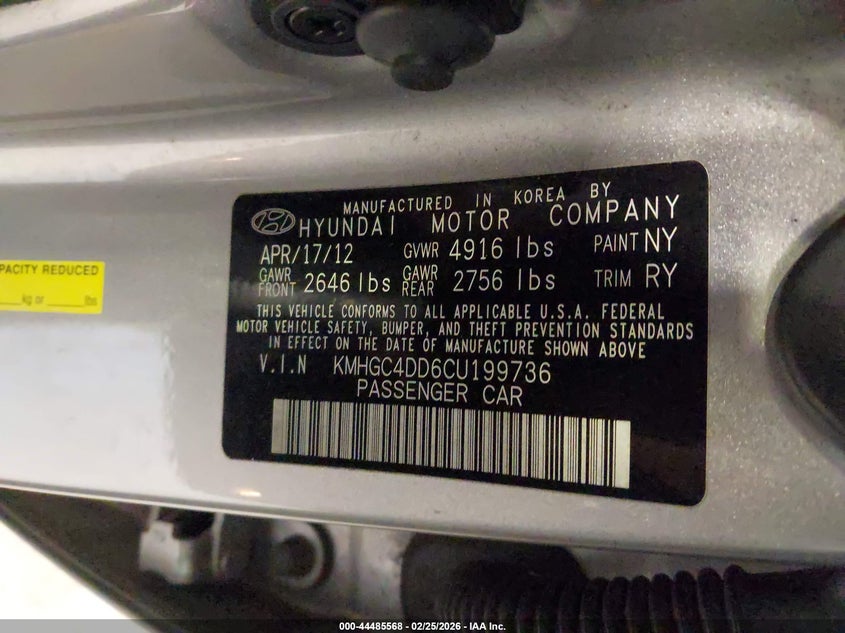 MANUFACTURED IN KOREA BY
HYUNDAI MOTOR COMPANY
APR/17/12 GVWR 4916 lbs PAINT NY
GAWR FRONT 2646 lbs GAWR REAR 2756 lbs TRIM RY
THIS VEHICLE CONFORMS TO ALL APPLICABLE U.S.A. FEDERAL
MOTOR VEHICLE SAFETY, BUMPER, AND THEFT PREVENTION STANDARDS
IN EFFECT ON THE DATE OF MANUFACTURE SHOWN ABOVE
V.I.N KMHGC4DD6CU199736
PASSENGER CAR
PACITY REDUCED
kg or lbs
000-44485568 - 02/25/2026 - IAA Inc.